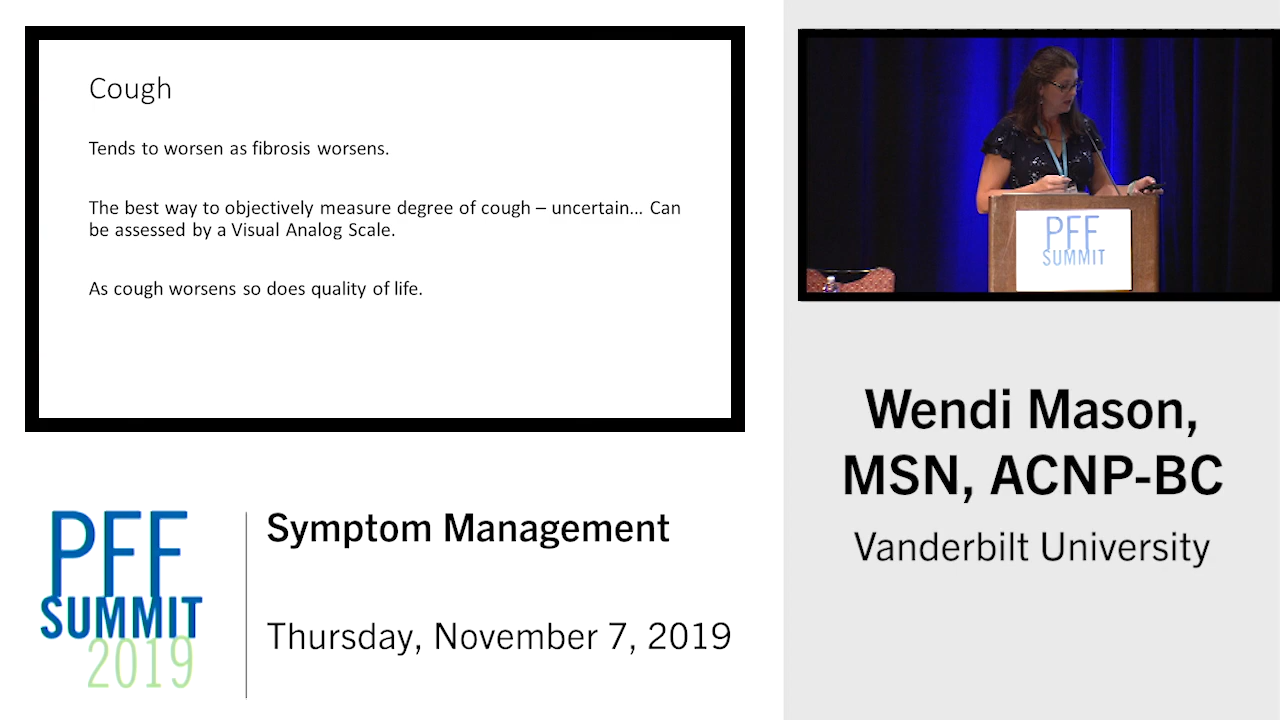 Cough
Tends to worsen as fibrosis worsens.
The best way to objectively measure degree of cough – uncertain... Can
be assessed by a Visual Analog Scale.
As cough worsens so does quality of life.
PFF
SUMMIT
Wendi Mason,
MSN, ACNP-BC
Vanderbilt University
PFF
SUMMIT
2019
Symptom Management
Thursday, November 7, 2019